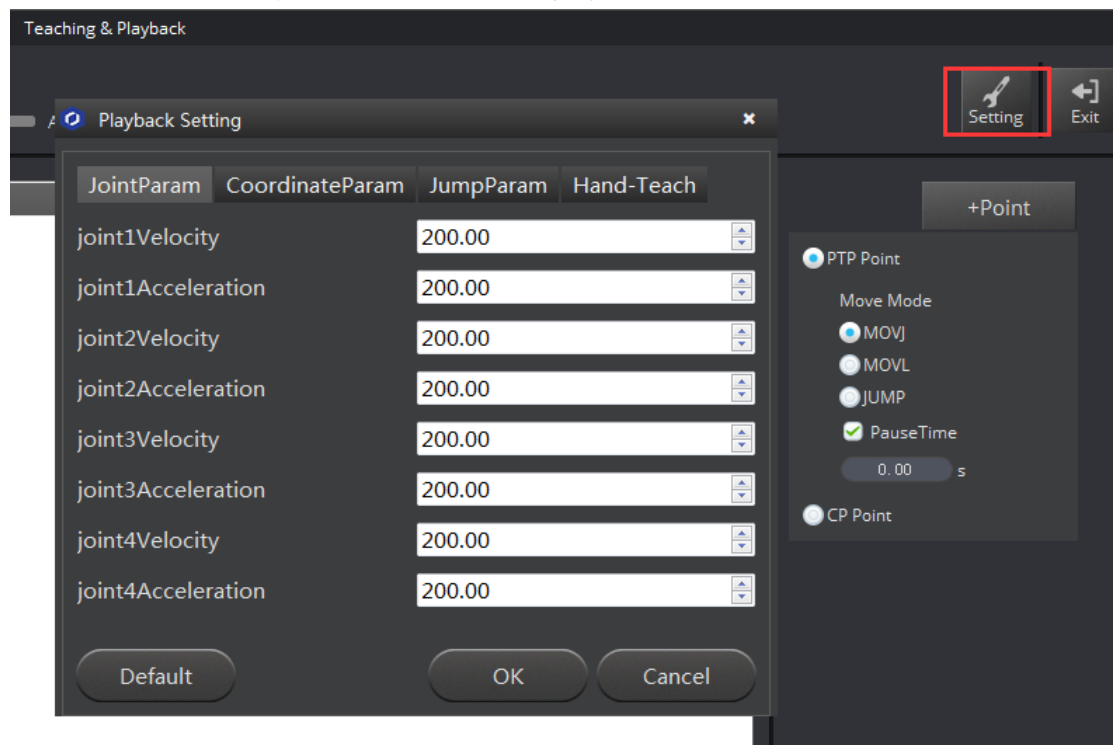 Teaching & Playback
Setting
Exit
Playback Setting
JointParam CoordinateParam JumpParam Hand-Teach
joint1Velocity 200.00
joint1Acceleration 200.00
joint2Velocity 200.00
joint2Acceleration 200.00
joint3Velocity 200.00
joint3Acceleration 200.00
joint4Velocity 200.00
joint4Acceleration 200.00
Default OK Cancel
+Point
PTP Point
Move Mode
MOVJ
MOVL
JUMP
PauseTime
0.00 s
CP Point